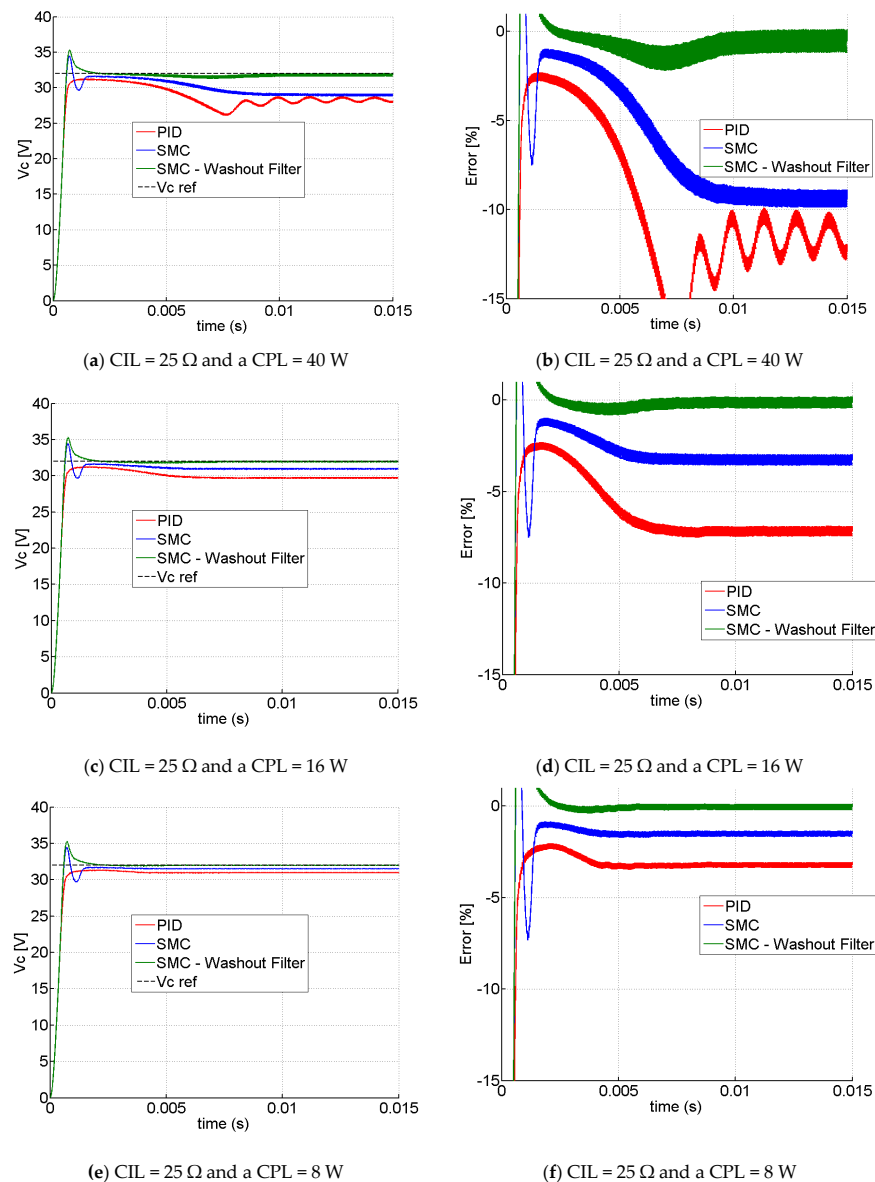 40
35
30
25
20
15
10
5
0
Vc [V]
PID
SMC
SMC - Washout Filter
Vc ref
0
0.005
0.01
0.015
time (s)
(a) CIL = 25 Ω and a CPL = 40 W
0
-5
-10
-15
Error [%]
PID
SMC
SMC - Washout Filter
0
0.005
0.01
0.015
time (s)
(b) CIL = 25 Ω and a CPL = 40 W
40
35
30
25
20
15
10
5
0
Vc [V]
PID
SMC
SMC - Washout Filter
Vc ref
0
0.005
0.01
0.015
time (s)
(c) CIL = 25 Ω and a CPL = 16 W
0
-5
-10
-15
Error [%]
PID
SMC
SMC - Washout Filter
0
0.005
0.01
0.015
time (s)
(d) CIL = 25 Ω and a CPL = 16 W
40
35
30
25
20
15
10
5
0
Vc [V]
PID
SMC
SMC - Washout Filter
Vc ref
0
0.005
0.01
0.015
time (s)
(e) CIL = 25 Ω and a CPL = 8 W
0
-5
-10
-15
Error [%]
PID
SMC
SMC - Washout Filter
0
0.005
0.01
0.015
time (s)
(f) CIL = 25 Ω and a CPL = 8 W